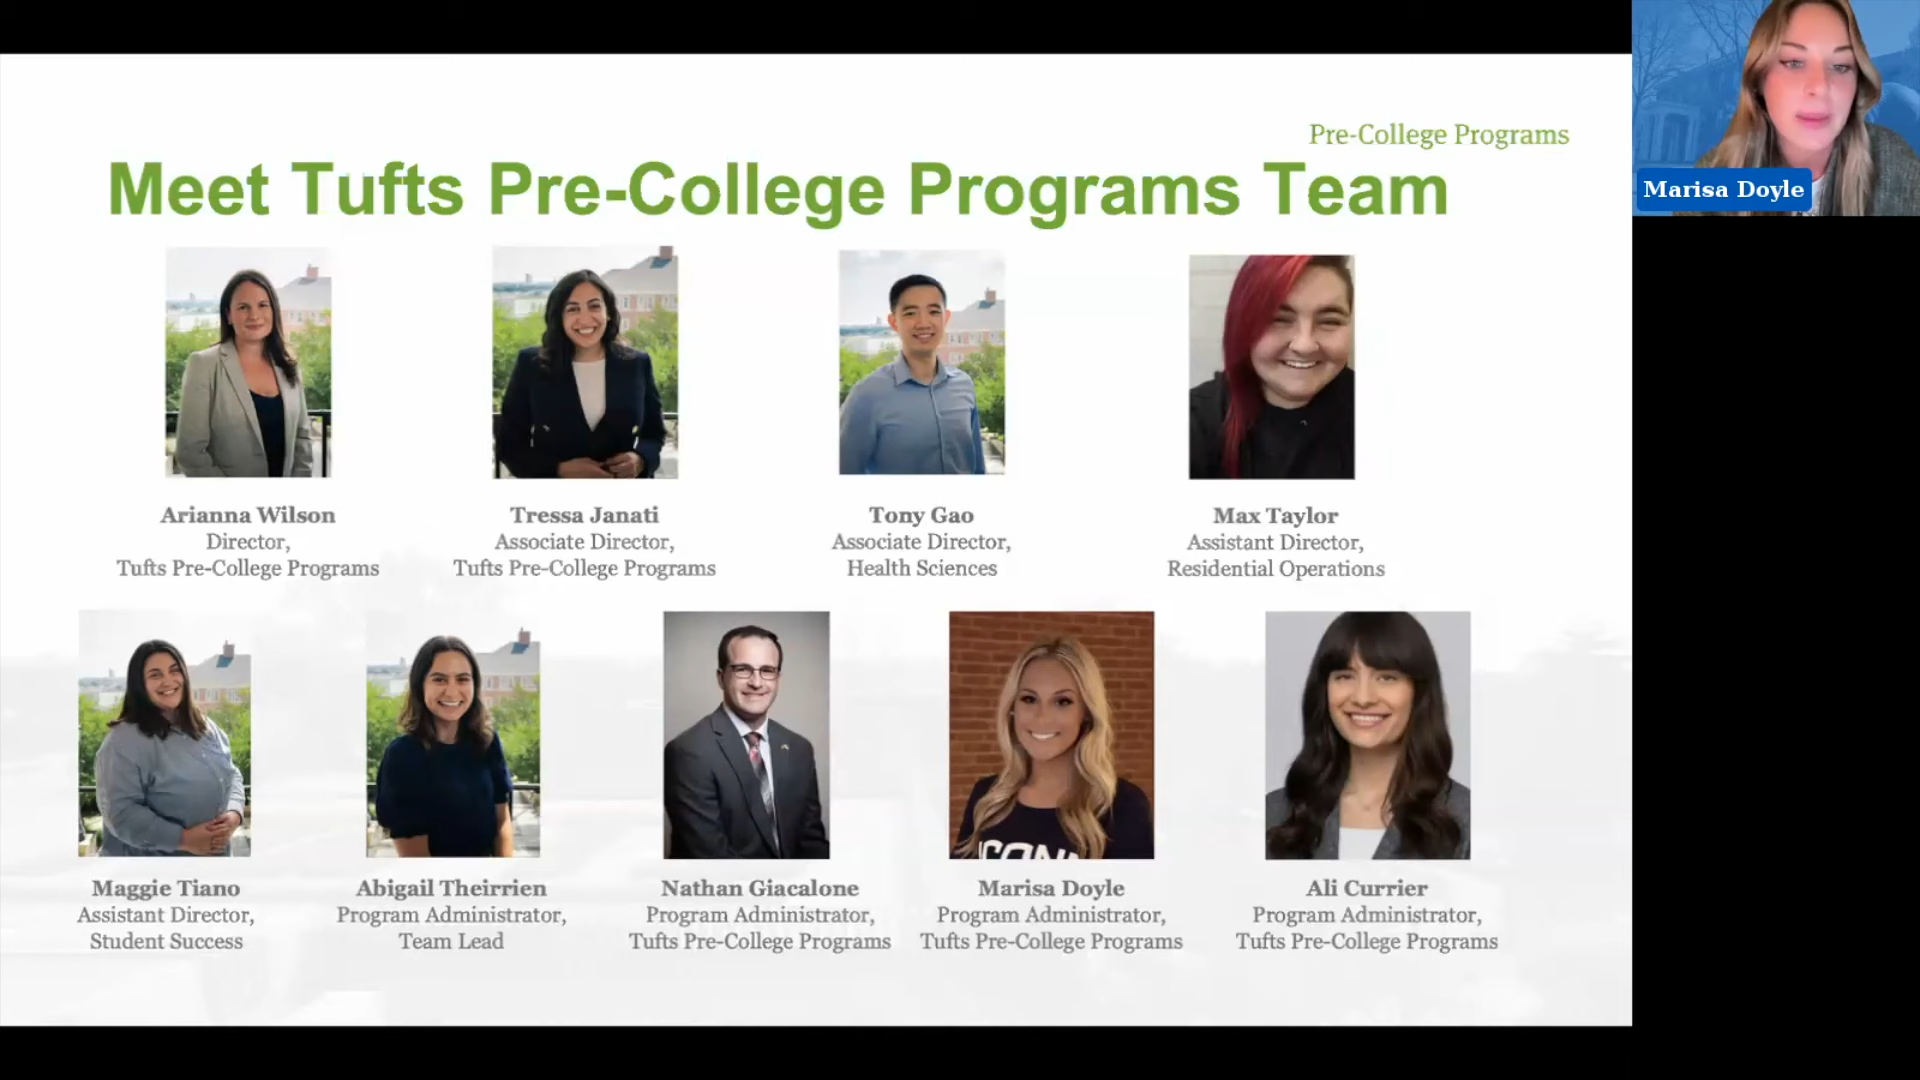 Pre-College Programs
Marisa Doyle
Meet Tufts Pre-College Programs Team
Arianna Wilson
Director,
Tufts Pre-College Programs
Tressa Janati
Associate Director,
Tufts Pre-College Programs
Tony Gao
Associate Director,
Health Sciences
Max Taylor
Assistant Director,
Residential Operations
Maggie Tiano
Assistant Director,
Student Success
Abigail Theirrien
Program Administrator,
Team Lead
Nathan Giacalone
Program Administrator,
Tufts Pre-College Programs
Marisa Doyle
Program Administrator,
Tufts Pre-College Programs
Ali Currier
Program Administrator,
Tufts Pre-College Programs